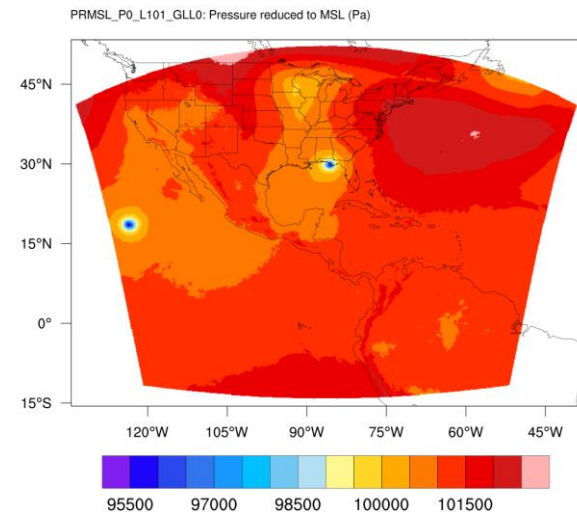 PRMSL_P0_L101_GLL0: Pressure reduced to MSL (Pa)
45°N
30°N
15°N
0°
15°S
120°W 105°W 90°W 75°W 60°W 45°W
95500 97000 98500 100000 101500